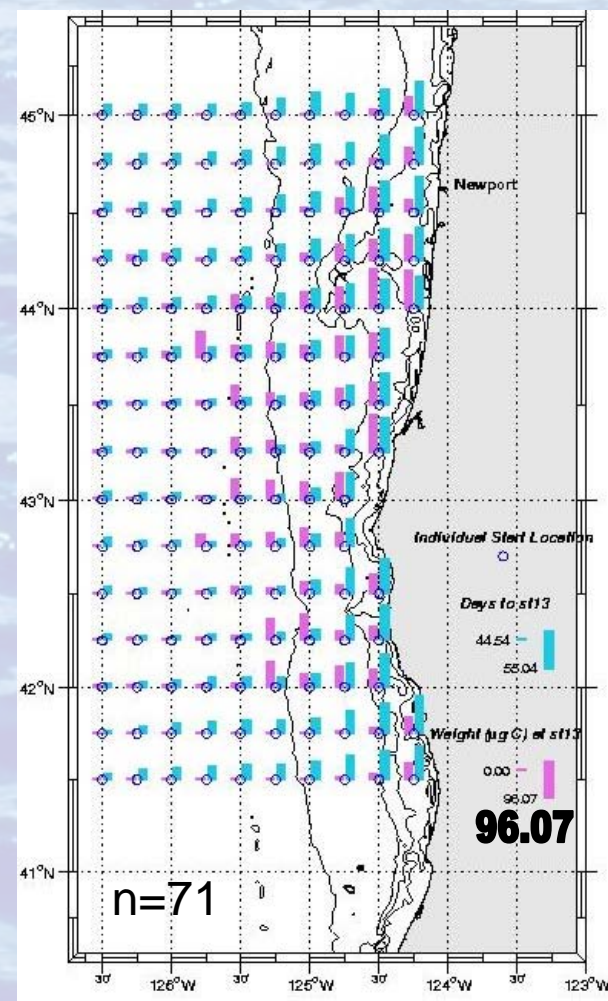 45°N
Newport
44°N
43°N
Individual Start Location
Days to st13
44.54
55.04
42°N
Weight (µg C) at st13
0.00
96.07
96.07
41°N
n=71
30' 126°W 30' 125°W 30' 124°W 30' 123°W